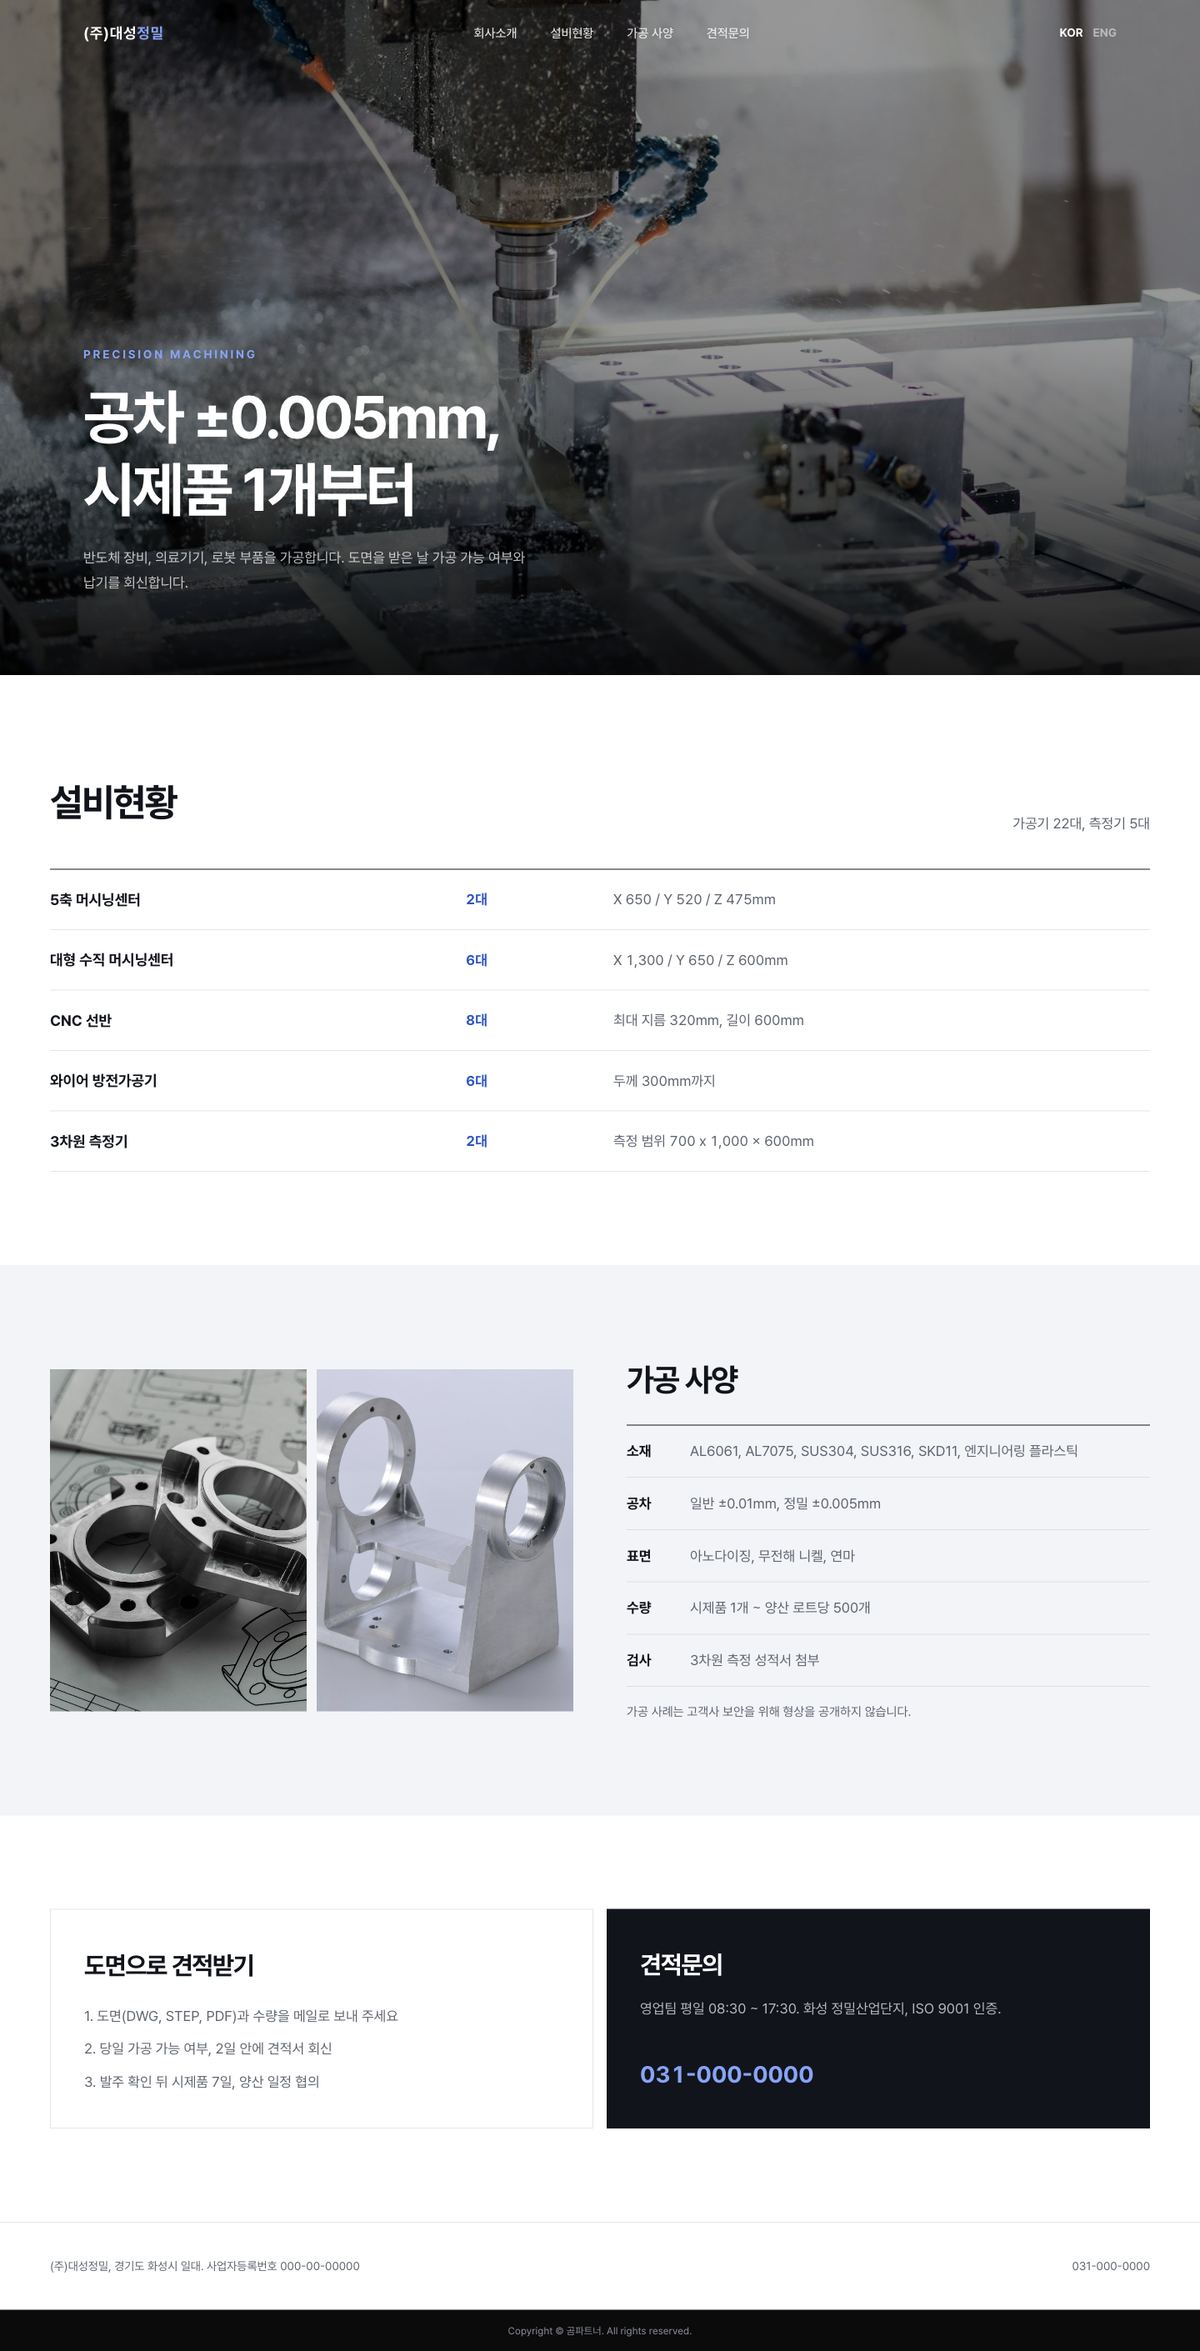 (주)대성정밀
회사소개
설비현황
가공 사양
견적문의
KOR ENG
PRECISION MACHINING
공차 ±0.005mm,
시제품 1개부터
반도체 장비, 의료기기, 로봇 부품을 가공합니다. 도면을 받은 날 가공 가능 여부와
납기를 회신합니다.
설비현황
가공기 22대, 측정기 5대
5축 머시닝센터 2대 X 650 / Y 520 / Z 475mm
대형 수직 머시닝센터 6대 X 1,300 / Y 650 / Z 600mm
CNC 선반 8대 최대 지름 320mm, 길이 600mm
와이어 방전가공기 6대 두께 300mm까지
3차원 측정기 2대 측정 범위 700 x 1,000 × 600mm
가공 사양
소재 AL6061, AL7075, SUS304, SUS316, SKD11, 엔지니어링 플라스틱
공차 일반 ±0.01mm, 정밀 ±0.005mm
표면 아노다이징, 무전해 니켈, 연마
수량 시제품 1개 ~ 양산 로트당 500개
검사 3차원 측정 성적서 첨부
가공 사례는 고객사 보안을 위해 형상을 공개하지 않습니다.
도면으로 견적받기
1. 도면(DWG, STEP, PDF)과 수량을 메일로 보내 주세요
2. 당일 가공 가능 여부, 2일 안에 견적서 회신
3. 발주 확인 뒤 시제품 7일, 양산 일정 협의
견적문의
영업팀 평일 08:30 ~ 17:30. 화성 정밀산업단지, ISO 9001 인증.
031-000-0000
(주)대성정밀, 경기도 화성시 일대. 사업자등록번호 000-00-00000
031-000-0000
Copyright © 곰파트너. All rights reserved.